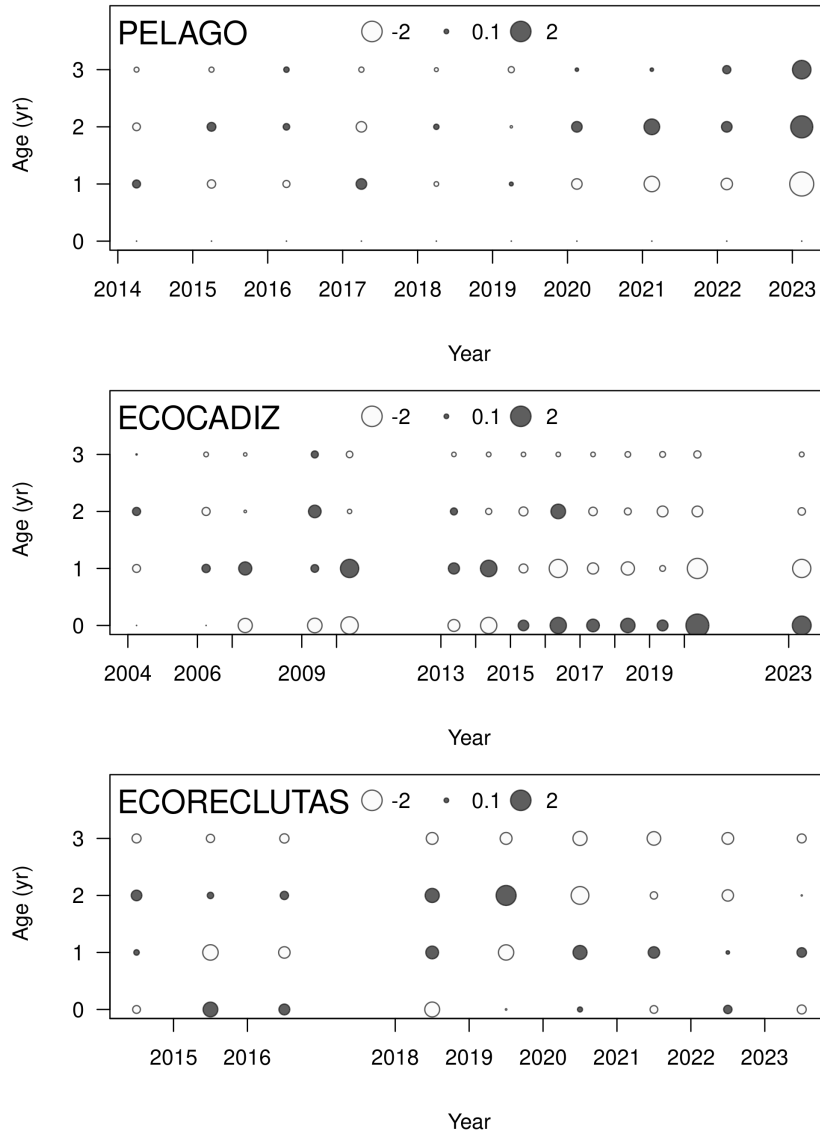 PELAGO -2 0.1 2
Age (yr)
3
2
1
0
2014 2015 2016 2017 2018 2019 2020 2021 2022 2023
Year
ECOCADIZ -2 0.1 2
Age (yr)
3
2
1
0
2004 2006 2009 2013 2015 2017 2019 2023
Year
ECORECLUTAS -2 0.1 2
Age (yr)
3
2
1
0
2015 2016 2018 2019 2020 2021 2022 2023
Year